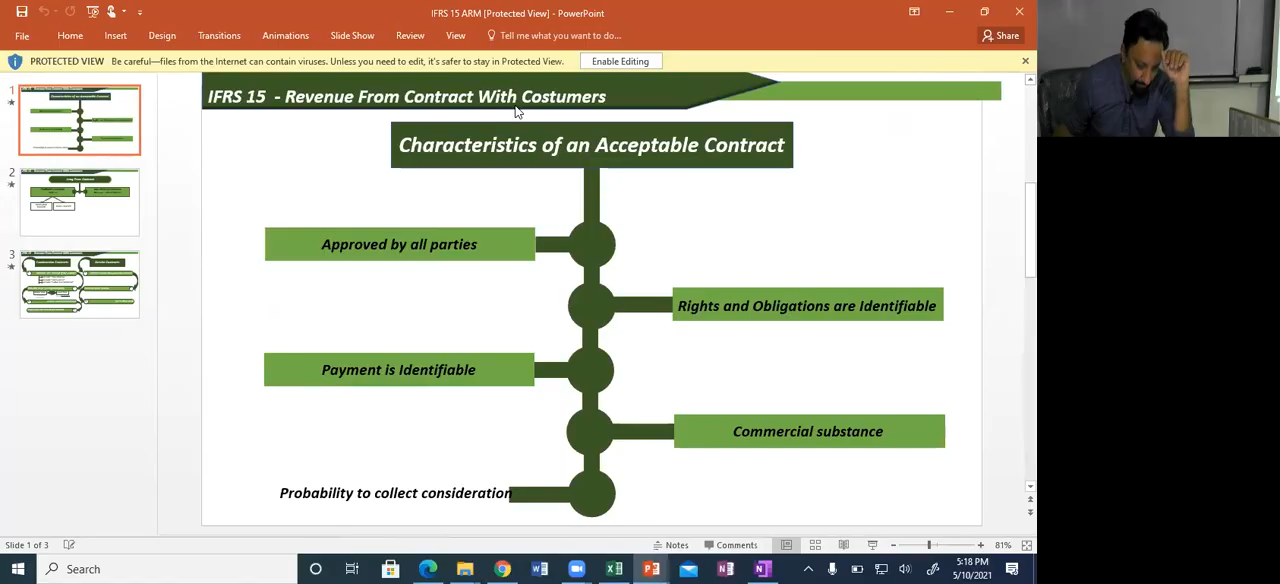 IFRS 15 ARM [Protected View] - PowerPoint
File Home Insert Design Transitions Animations Slide Show Review View Tell me what you want to do... Share
PROTECTED VIEW Be careful—files from the Internet can contain viruses. Unless you need to edit, it's safer to stay in Protected View. Enable Editing
1
2
3
IFRS 15 - Revenue From Contract With Costumers
Characteristics of an Acceptable Contract
Approved by all parties
Rights and Obligations are Identifiable
Payment is Identifiable
Commercial substance
Probability to collect consideration
Slide 1 of 3 Notes Comments 81%
Search
5:18 PM
5/10/2021